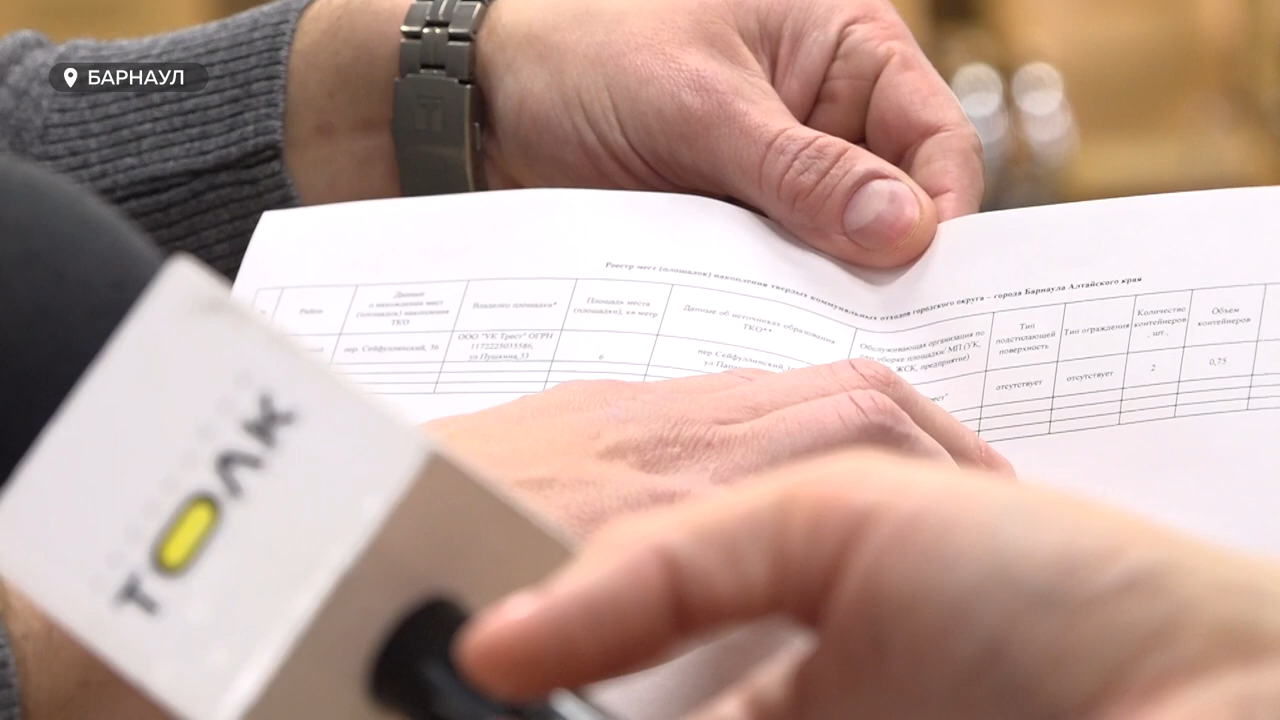 БАРНАУЛ
Реестр мест (площадок) накопления твердых коммунальных отходов городского округа – города Барнаула Алтайского края
Район
Данные
о нахождении мест
(площадок) накопления
ТКО
Владелец площадки*
Площадь места
(площадки), кв метр
Данные об источниках образования
ТКО**
Обслуживающая организация по
уборке площадки МП (УК,
ЖСК, предприятие)
Тип
подстилающей
поверхность
Тип ограждения
Количество
контейнеров
, шт.,
Объем
контейнеров
пер. Сейфуллинский, 36
ООО "УК Трест" ОГРН
1172225035586,
ул.Пушкина,53
6
пер. Сейфуллинский
отсутствует
отсутствует
2
0,75
ТОЛК